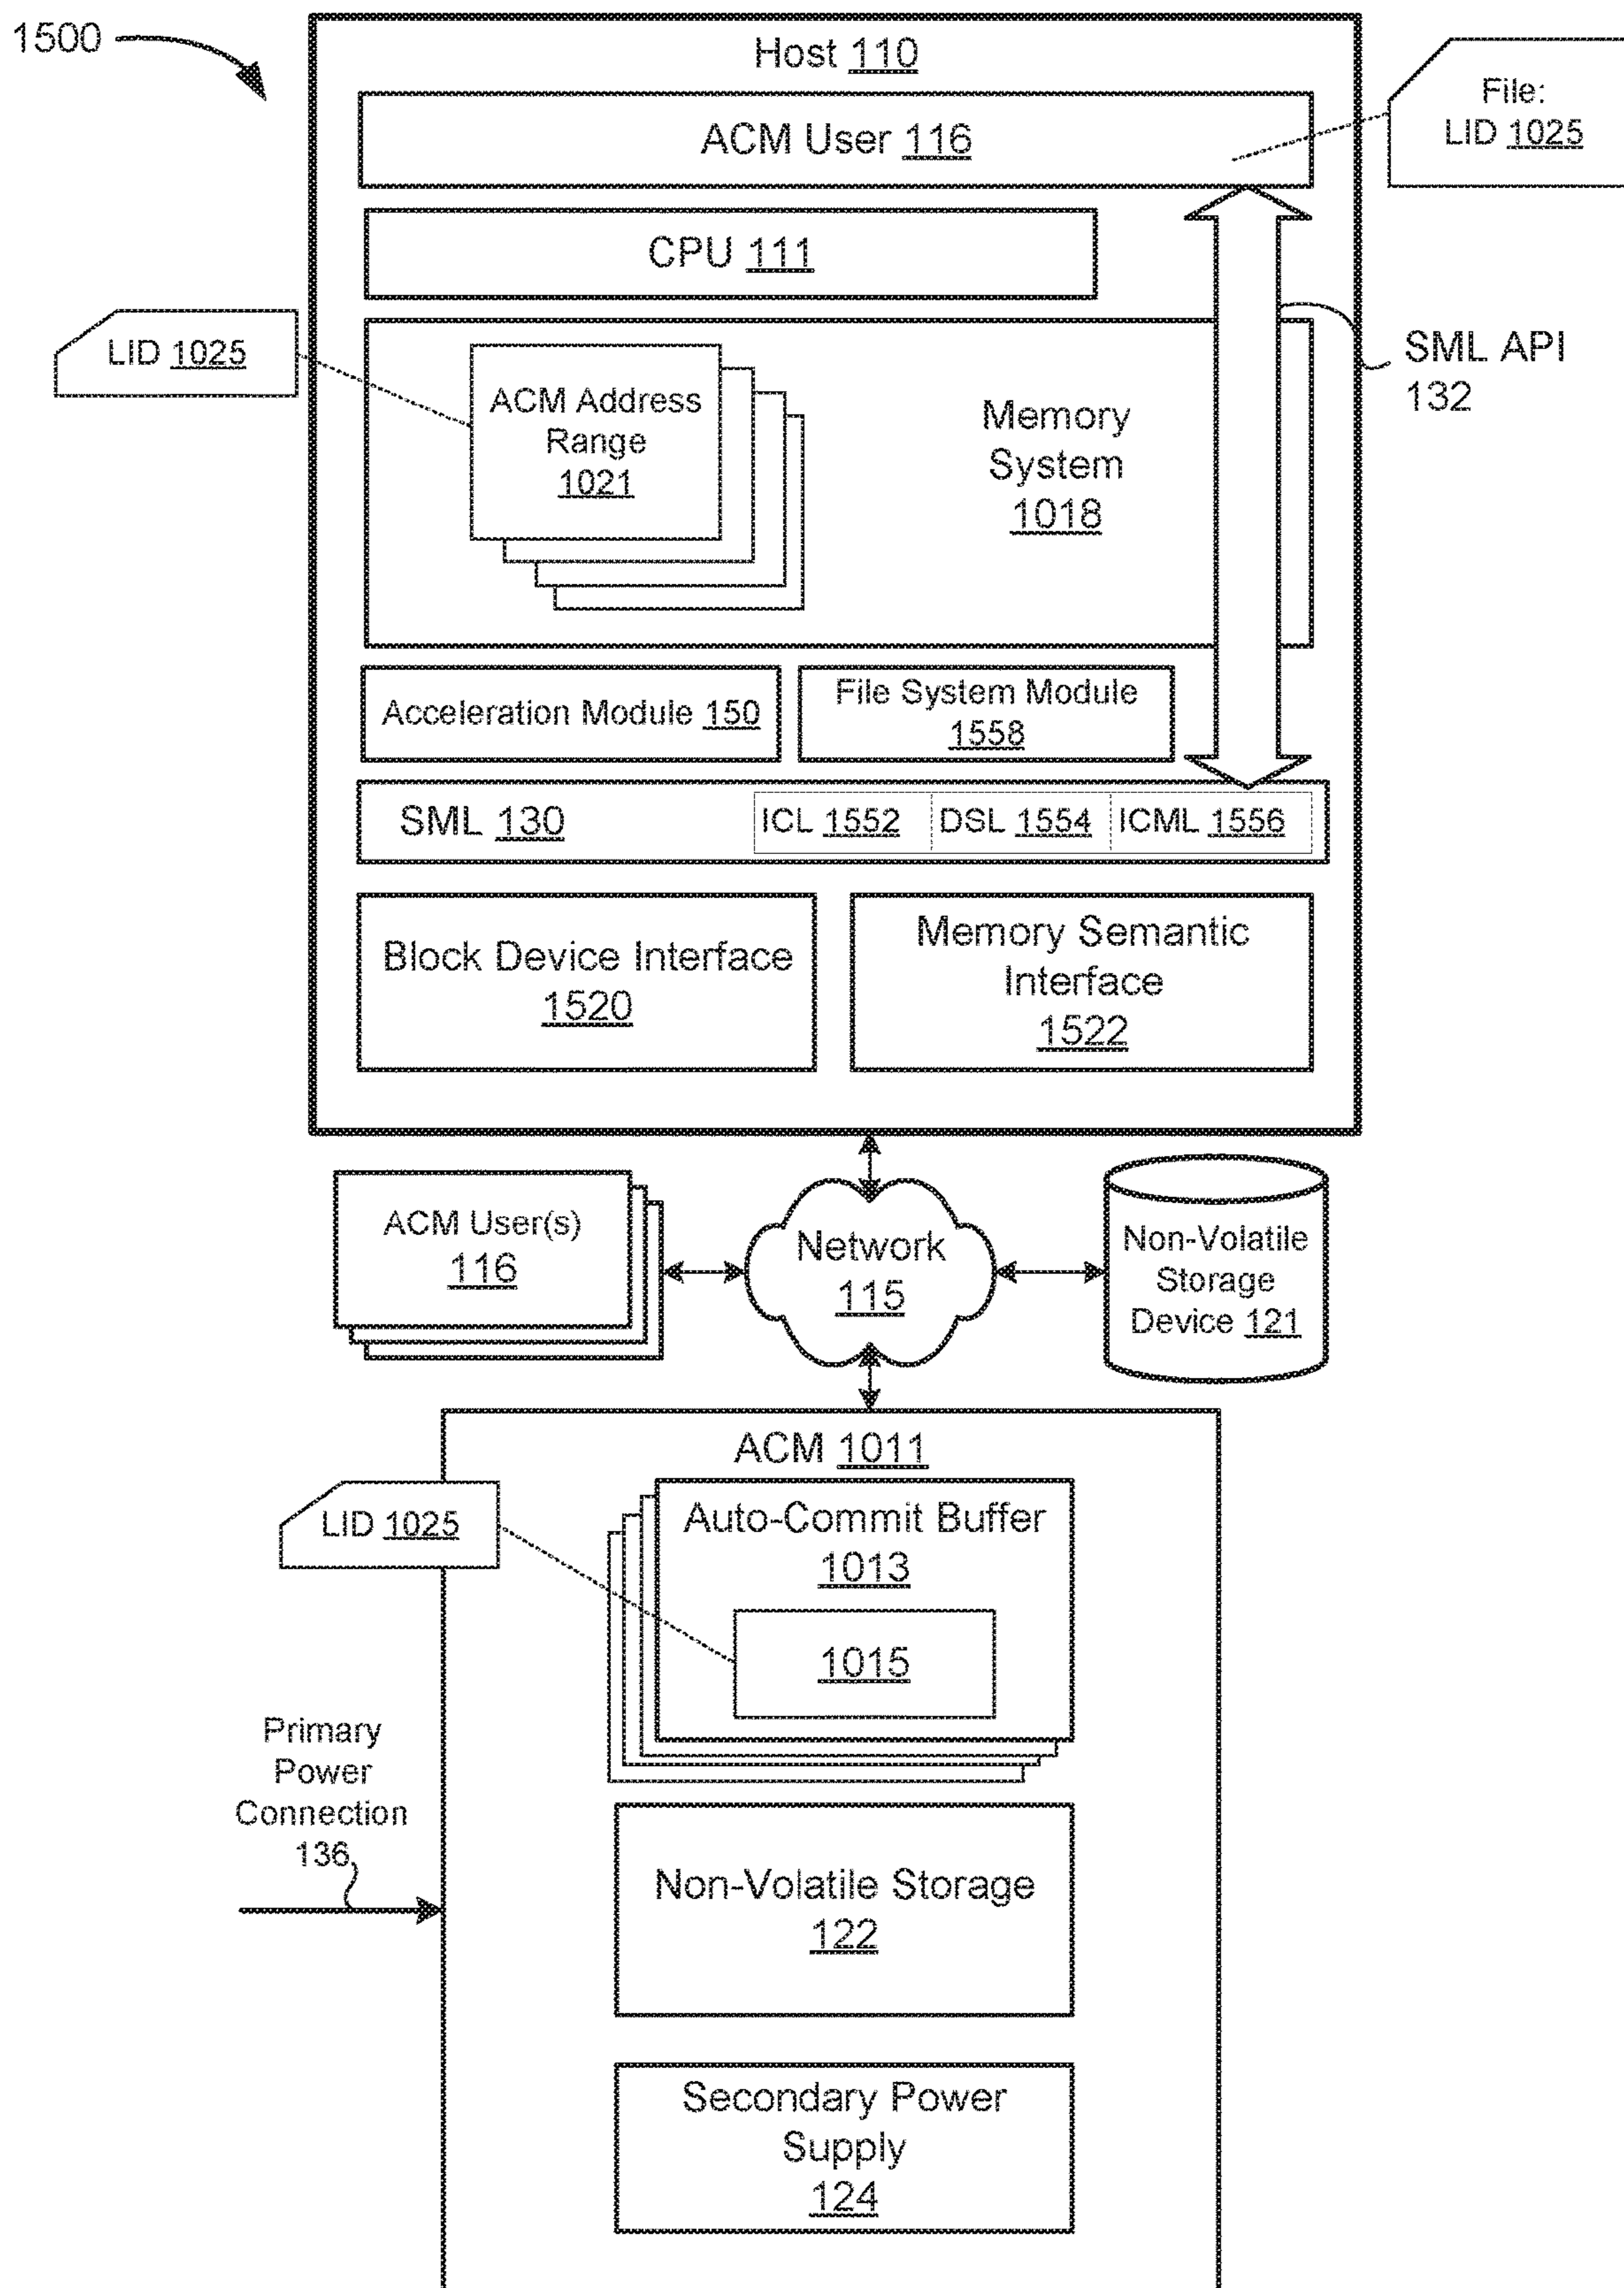 1500
Host 110
File:
LID 1025
ACM User 116
CPU 111
LID 1025
SML API
132
ACM Address
Range
1021
Memory
System
1018
Acceleration Module 150
File System Module
1558
SML 130
ICL 1552
DSL 1554
ICML 1556
Block Device Interface
1520
Memory Semantic
Interface
1522
ACM User(s)
116
Network
115
Non-Volatile
Storage
Device 121
ACM 1011
LID 1025
Auto-Commit Buffer
1013
1015
Primary
Power
Connection
136
Non-Volatile Storage
122
Secondary Power
Supply
124